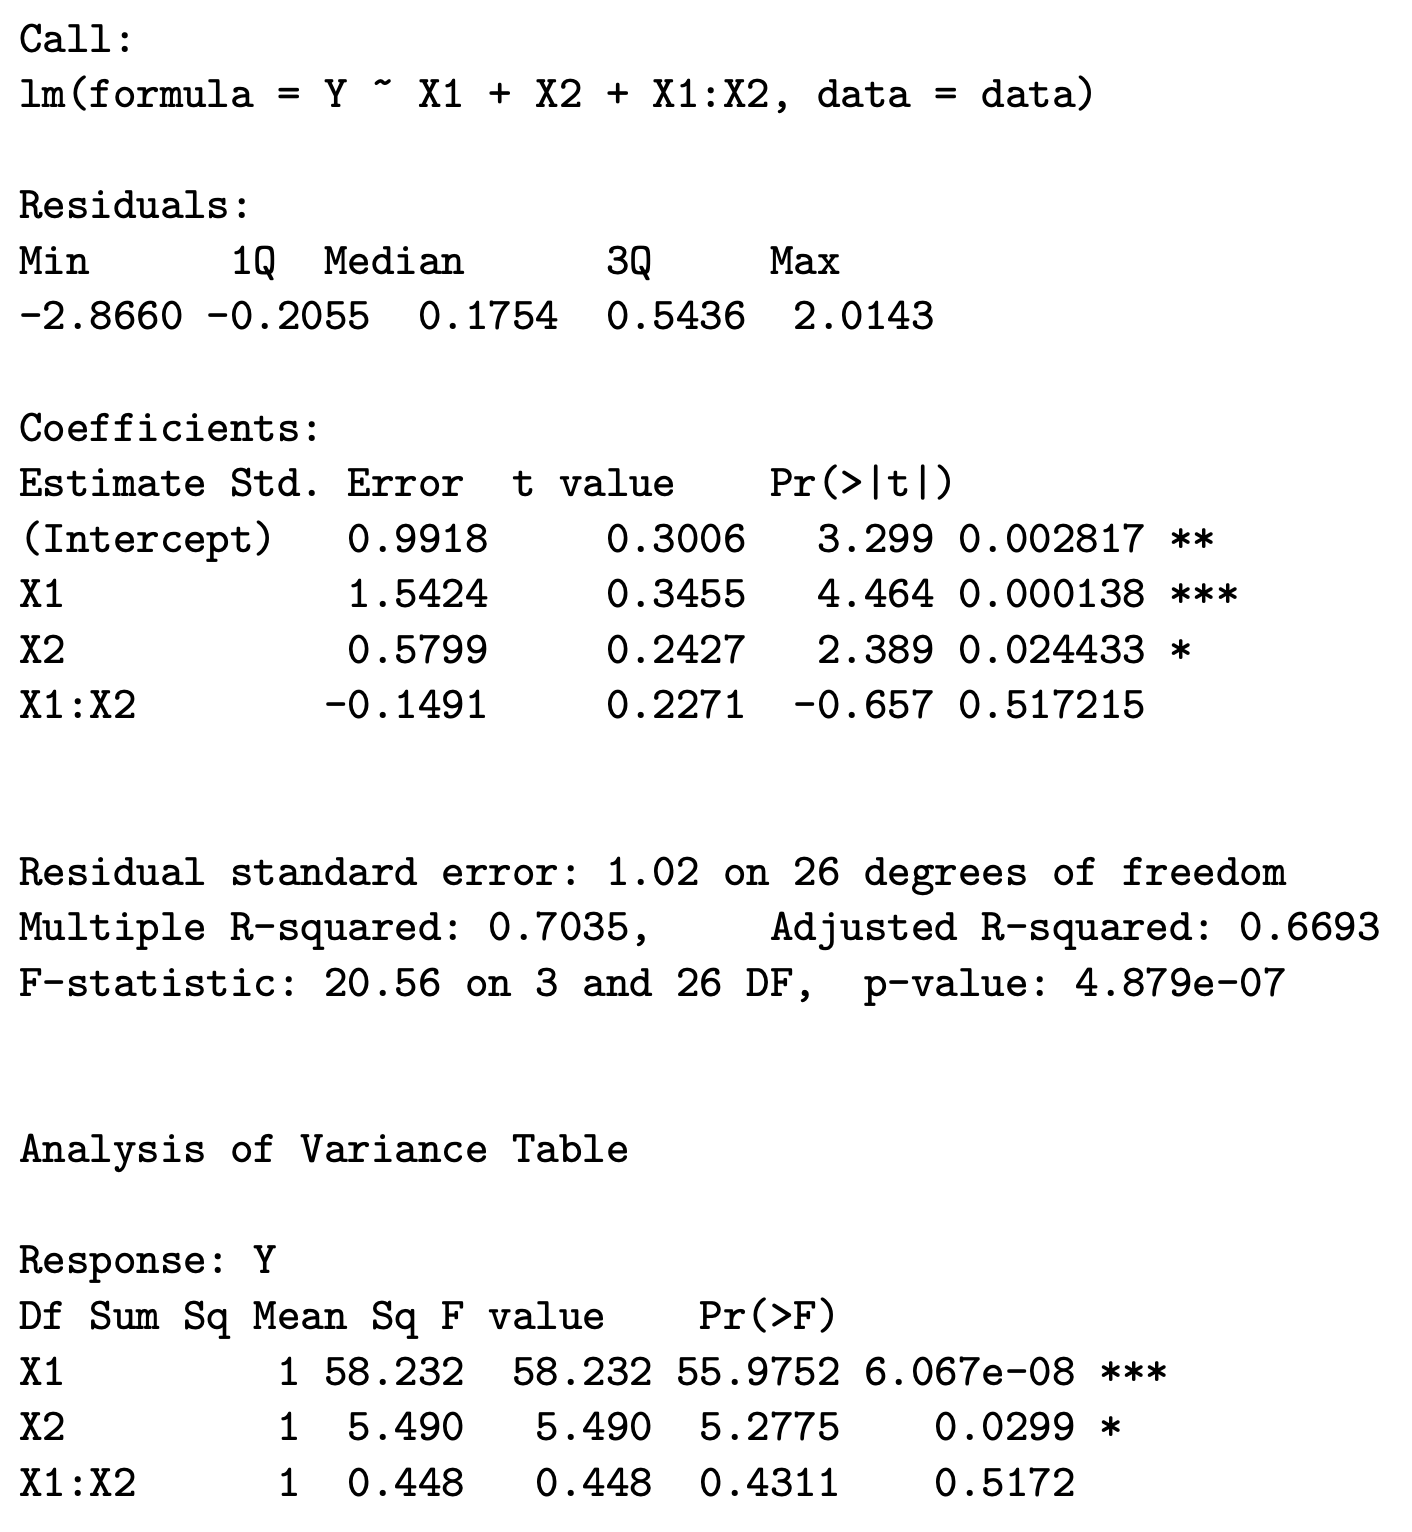 Call:
lm(formula = Y ~ X1 + X2 + X1:X2, data = data)
Residuals:
Min 1Q Median 3Q Max
-2.8660 -0.2055 0.1754 0.5436 2.0143
Coefficients:
Estimate Std. Error t value Pr(>|t|)
(Intercept) 0.9918 0.3006 3.299 0.002817 **
X1 1.5424 0.3455 4.464 0.000138 ***
X2 0.5799 0.2427 2.389 0.024433 *
X1:X2 -0.1491 0.2271 -0.657 0.517215
Residual standard error: 1.02 on 26 degrees of freedom
Multiple R-squared: 0.7035, Adjusted R-squared: 0.6693
F-statistic: 20.56 on 3 and 26 DF, p-value: 4.879e-07
Analysis of Variance Table
Response: Y
Df Sum Sq Mean Sq F value Pr(>F)
X1 1 58.232 58.232 55.9752 6.067e-08 ***
X2 1 5.490 5.490 5.2775 0.0299 *
X1:X2 1 0.448 0.448 0.4311 0.5172